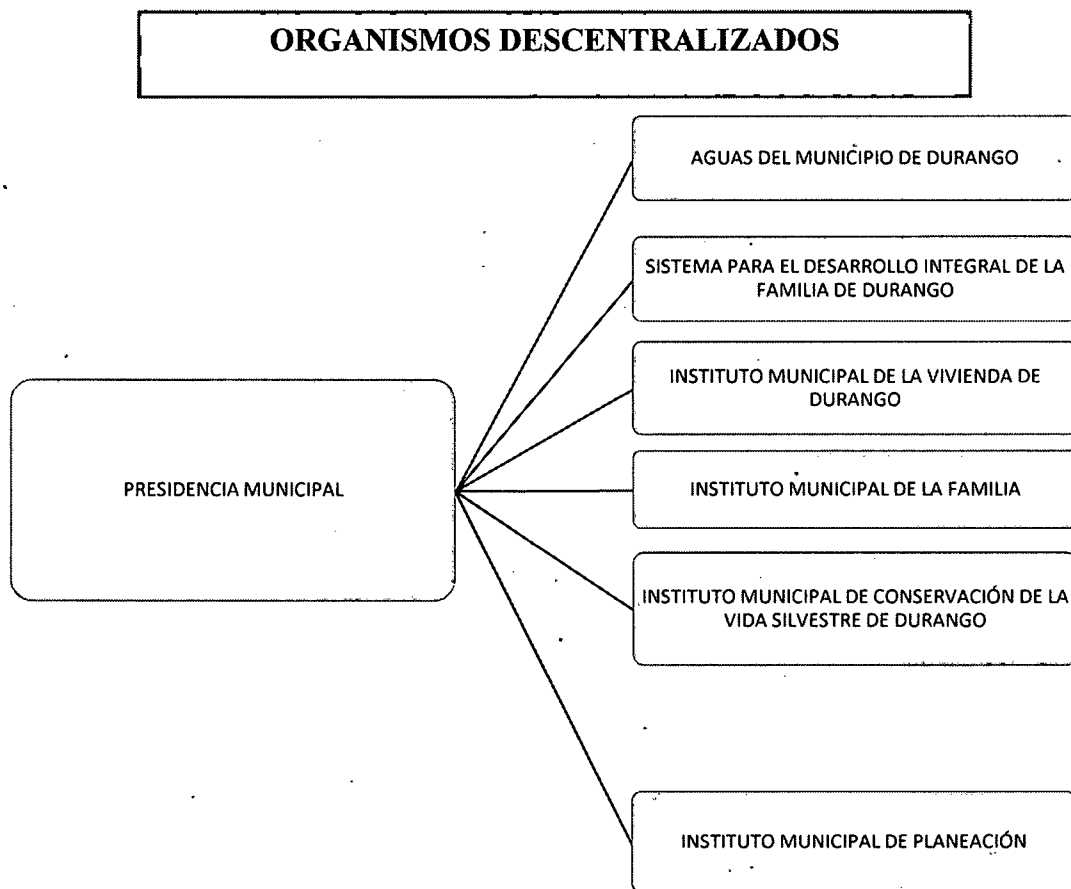 ORGANISMOS DESCENTRALIZADOS
PRESIDENCIA MUNICIPAL
AGUAS DEL MUNICIPIO DE DURANGO
SISTEMA PARA EL DESARROLLO INTEGRAL DE LA
FAMILIA DE DURANGO
INSTITUTO MUNICIPAL DE LA VIVIENDA DE
DURANGO
INSTITUTO MUNICIPAL DE LA FAMILIA
INSTITUTO MUNICIPAL DE CONSERVACIÓN DE LA
VIDA SILVESTRE DE DURANGO
INSTITUTO MUNICIPAL DE PLANEACIÓN